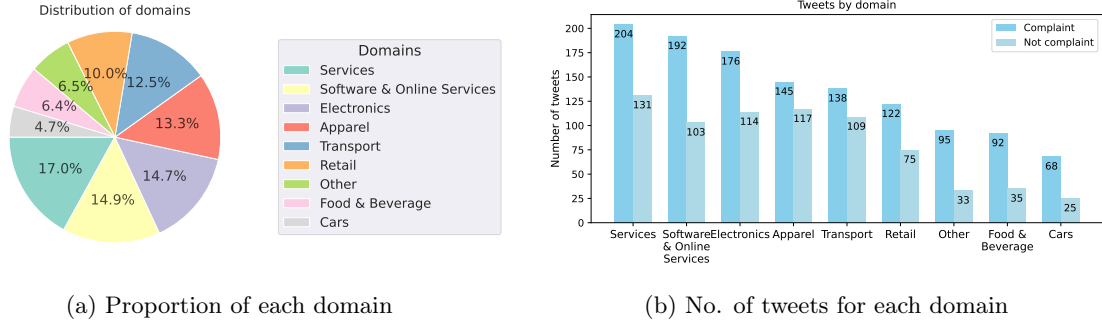 Distribution of domains
10.0%
12.5%
6.5%
6.4%
13.3%
4.7%
17.0%
14.7%
14.9%
Domains
Services
Software & Online Services
Electronics
Apparel
Transport
Retail
Other
Food & Beverage
Cars
(a) Proportion of each domain
Tweets by domain
Complaint
Not complaint
Number of tweets
200
175
150
125
100
75
50
25
0
204
131
192
103
176
114
145
117
138
109
122
75
95
33
92
35
68
25
Services
Software
& Online
Services
Electronics
Apparel
Transport
Retail
Other
Food &
Beverage
Cars
(b) No. of tweets for each domain